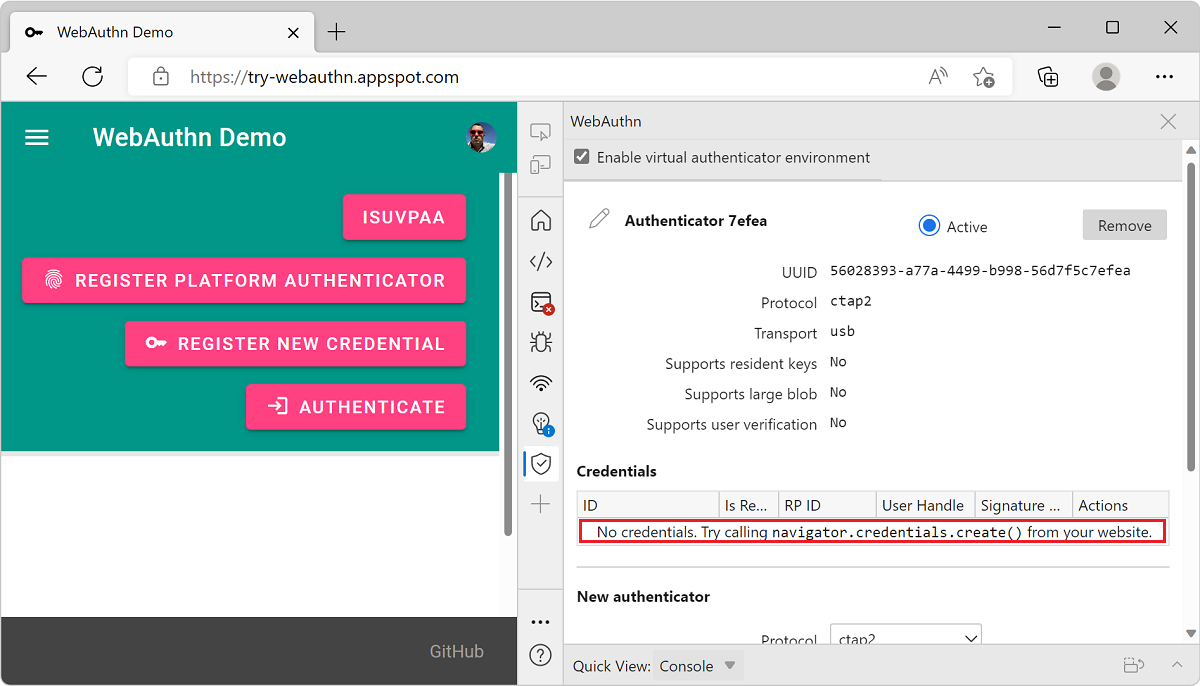 WebAuthn Demo
https://try-webauthn.appspot.com
WebAuthn Demo
ISUVPAA
REGISTER PLATFORM AUTHENTICATOR
REGISTER NEW CREDENTIAL
AUTHENTICATE
GitHub
WebAuthn
Enable virtual authenticator environment
Authenticator 7efea
Active
Remove
UUID 56028393-a77a-4499-b998-56d7f5c7efea
Protocol ctap2
Transport usb
Supports resident keys No
Supports large blob No
Supports user verification No
Credentials
ID Is Re... RP ID User Handle Signature ... Actions
No credentials. Try calling navigator.credentials.create() from your website.
New authenticator
Protocol ctap2
Quick View: Console